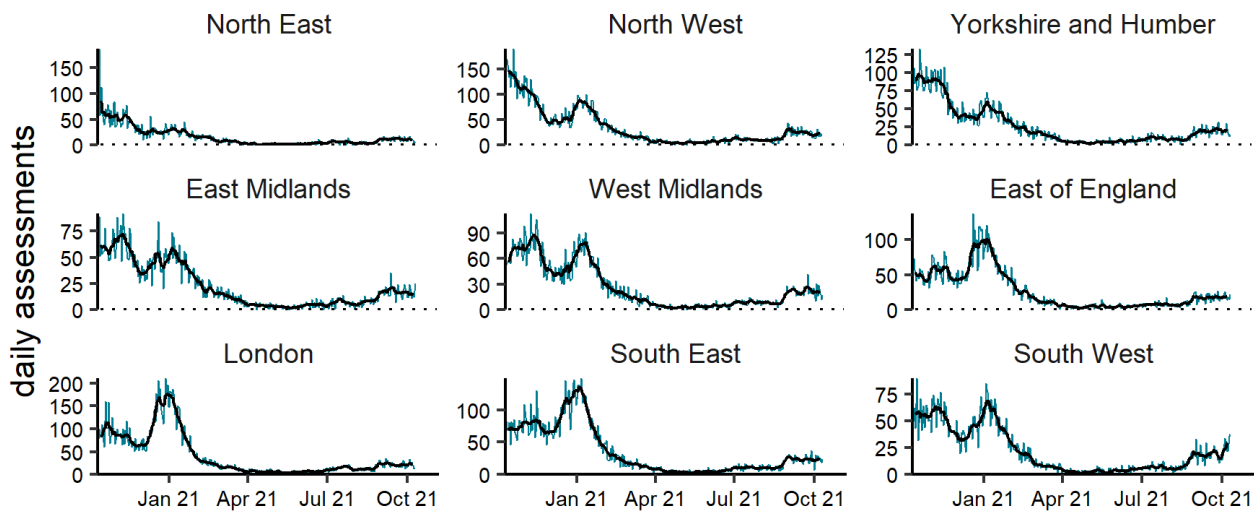 North East North West Yorkshire and Humber
150 150 125
100 100 100
50 50 75
0 0 50
25
0
East Midlands West Midlands East of England
75 90 100
50 60 50
25 30 0
0 0
London South East South West
200 100 75
150 50 50
100 0 25
50 0
0
Jan 21 Apr 21 Jul 21 Oct 21 Jan 21 Apr 21 Jul 21 Oct 21 Jan 21 Apr 21 Jul 21 Oct 21
daily assessments